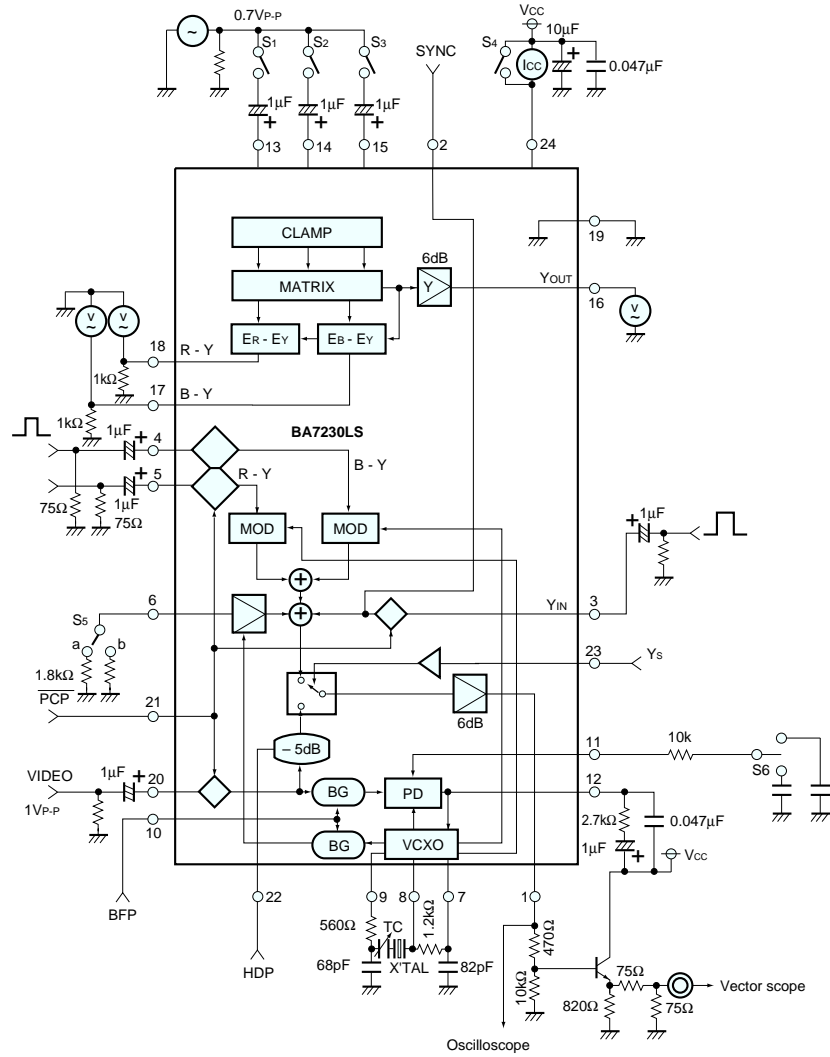 0.7VP-P
S1
S2
S3
1µF
1µF
1µF
13
14
15
SYNC
2
VCC
S4
ICC
10µF
+
0.047µF
24
+
+
+
CLAMP
MATRIX
6dB
Y
YOUT
16
V
~
19
ER - EY
EB - EY
V
~
V
~
18
R - Y
1kΩ
17
B - Y
1kΩ
BA7230LS
1µF
+
4
5
+
1µF
75Ω
75Ω
R - Y
B - Y
MOD
MOD
+
+
+
1µF
YIN
3
6
S5
a
b
1.8kΩ
PCP
21
23
YS
6dB
– 5dB
11
10k
S6
VIDEO
1VP-P
1µF
+
20
10
BG
PD
12
BG
VCXO
2.7kΩ
1µF
+
0.047µF
VCC
BFP
22
HDP
9
8
7
1
560Ω
TC
X'TAL
1.2kΩ
68pF
82pF
470Ω
10kΩ
75Ω
820Ω
75Ω
Vector scope
Oscilloscope